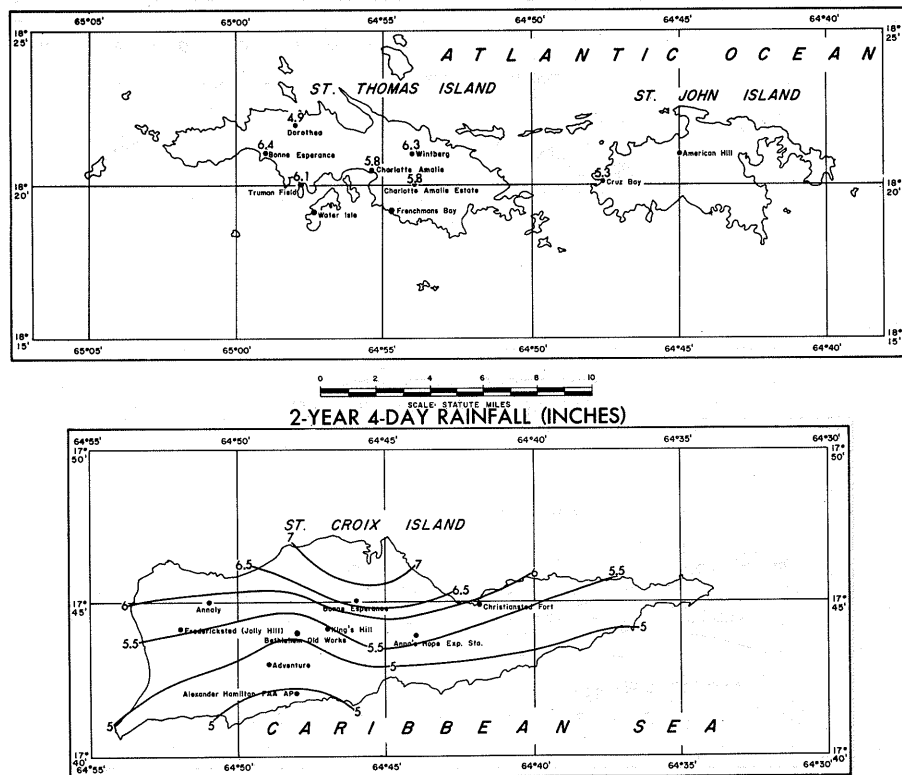 65°05' 65°00' 64°55' 64°50' 64°45' 64°40'
18° 25' 18° 25'
ATLANTIC OCEAN
ST. THOMAS ISLAND ST. JOHN ISLAND
4.9
Dorothea
6.4 6.3
Bonne Esperance Wintberg American Hill
5.8
Charlotte Amalie
6.1 5.8 5.3
18° 20' Cruz Bay 18° 20'
Truman Field Charlotte Amalie Estate
Water Isle Frenchmans Bay
18° 15' 18° 15'
65°05' 65°00' 64°55' 64°50' 64°45' 64°40'
0 2 4 6 8 10
SCALE- STATUTE MILES
2-YEAR 4-DAY RAINFALL (INCHES)
64°55' 64°50' 64°45' 64°40' 64°35' 64°30'
17° 50' 17° 50'
ST. CROIX ISLAND
7
7
6.5 6 5.5
6.5
17° 45' 6 Annaly Bonne Esperance Christiansted Fort 17° 45'
Fredericksted (Jolly Hill) King's Hill
5.5 Bethlehem Old Works 5.5 Anna's Hope Exp. Sta. 5
Adventure 5
Alexander Hamilton FAA AP
5 5 5
CARIBBEAN SEA
17° 40' 17° 40'
64°55' 64°50' 64°45' 64°40' 64°35' 64°30'